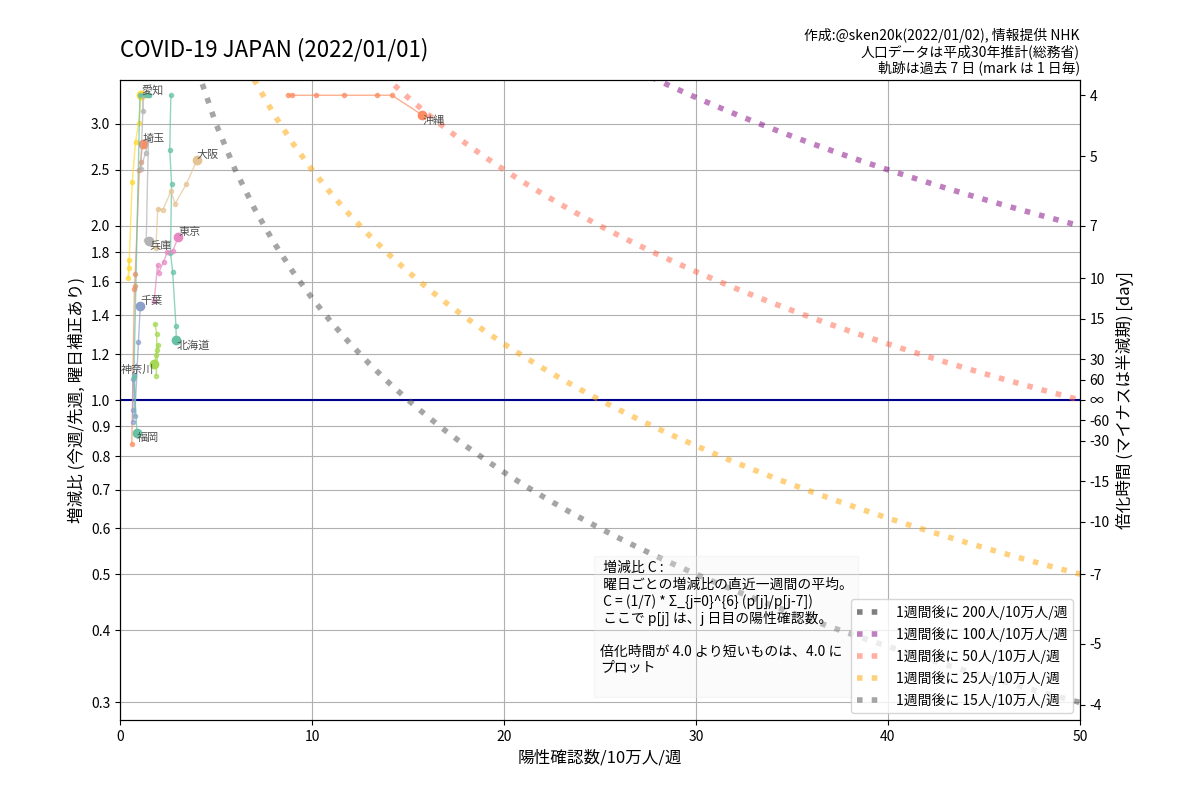 COVID-19 JAPAN (2022/01/01)
作成:@sken20k(2022/01/02), 情報提供 NHK
人口データは平成30年推計(総務省)
軌跡は過去 7 日 (mark は 1 日毎)
増減比 (今週/先週, 曜日補正あり)
3.0
2.5
2.0
1.8
1.6
1.4
1.2
1.0
0.9
0.8
0.7
0.6
0.5
0.4
0.3
愛知
沖縄
埼玉
大阪
東京
兵庫
千葉
北海道
神奈川
福岡
4
5
7
10
15
30
60
∞
-60
-30
-15
-10
-7
-5
-4
倍化時間 (マイナスは半減期) [day]
増減比 C :
曜日ごとの増減比の直近一週間の平均。
C = (1/7) * Σ_{j=0}^{6} (p[j]/p[j-7])
ここで p[j] は、j 日目の陽性確認数。
倍化時間が 4.0 より短いものは、4.0 に
プロット
1週間後に 200人/10万人/週
1週間後に 100人/10万人/週
1週間後に 50人/10万人/週
1週間後に 25人/10万人/週
1週間後に 15人/10万人/週
0 10 20 30 40 50
陽性確認数/10万人/週